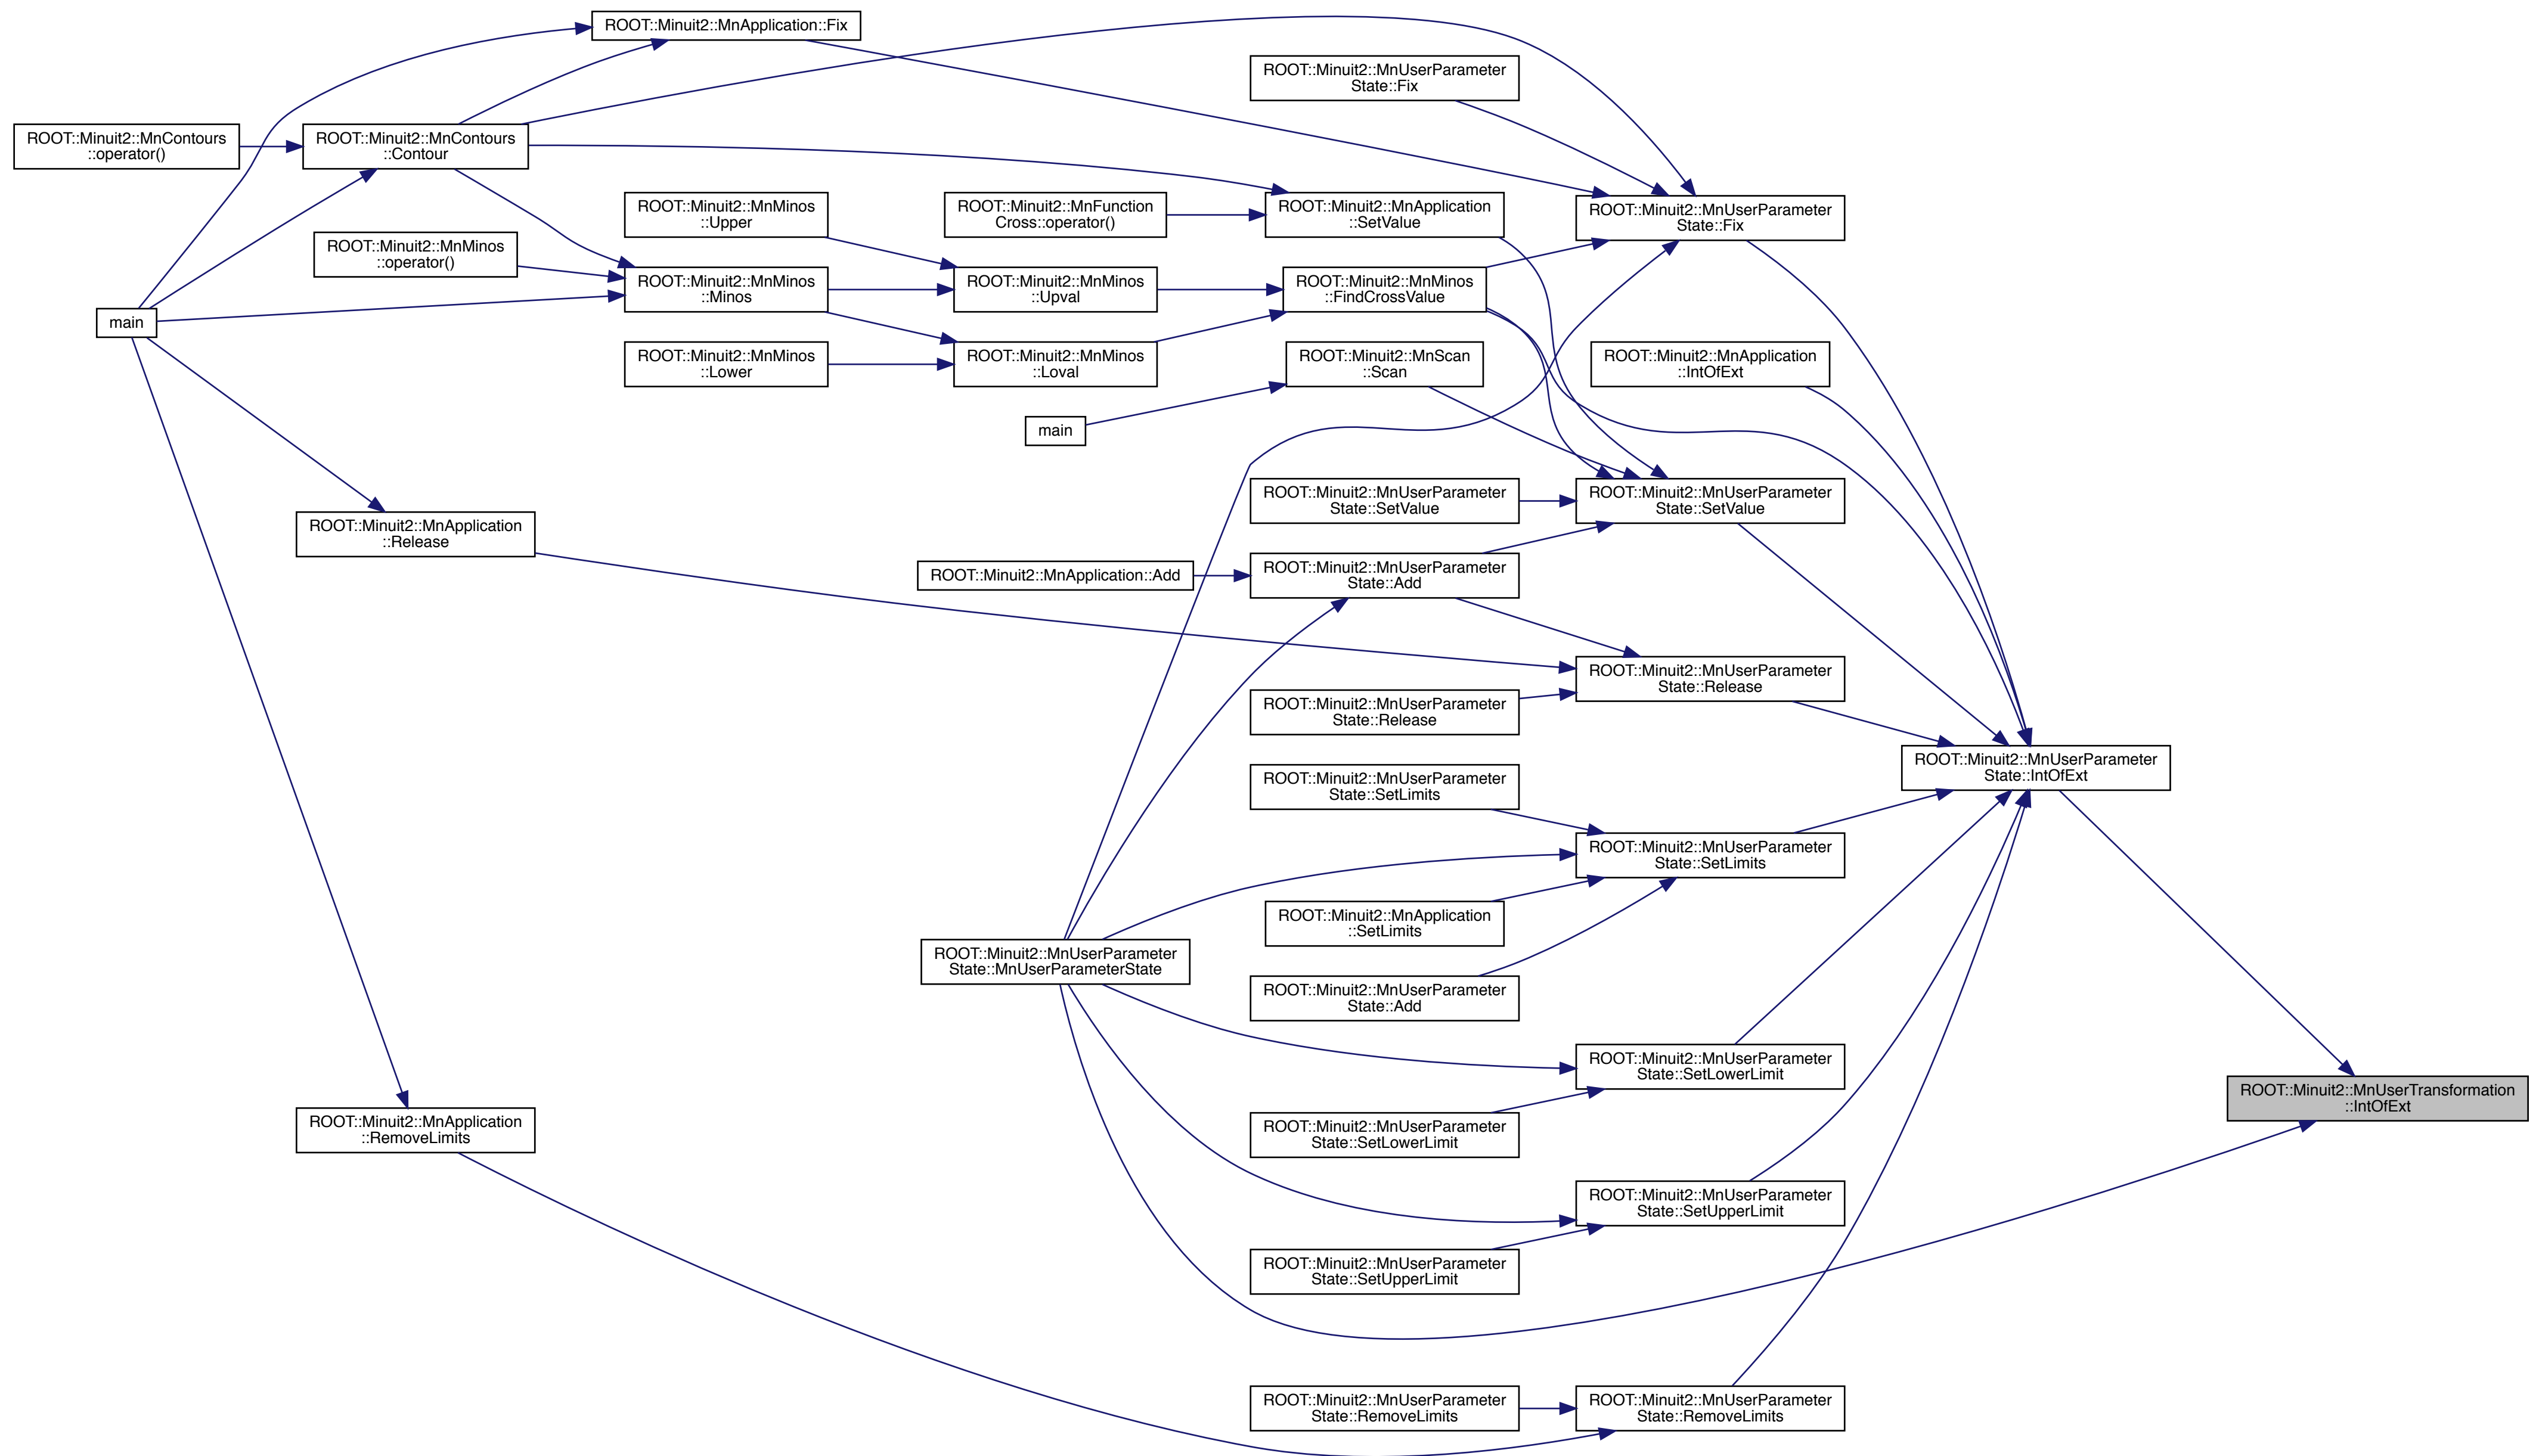 ROOT::Minuit2::MnApplication::Fix
ROOT::Minuit2::MnUserParameter
State::Fix
ROOT::Minuit2::MnContours
::operator()
ROOT::Minuit2::MnContours
::Contour
ROOT::Minuit2::MnMinos
::Upper
ROOT::Minuit2::MnFunction
Cross::operator()
ROOT::Minuit2::MnApplication
::SetValue
ROOT::Minuit2::MnUserParameter
State::Fix
ROOT::Minuit2::MnMinos
::operator()
ROOT::Minuit2::MnMinos
::Minos
ROOT::Minuit2::MnMinos
::Upval
ROOT::Minuit2::MnMinos
::FindCrossValue
main
ROOT::Minuit2::MnMinos
::Lower
ROOT::Minuit2::MnMinos
::Loval
ROOT::Minuit2::MnScan
::Scan
ROOT::Minuit2::MnApplication
::IntOfExt
main
ROOT::Minuit2::MnUserParameter
State::SetValue
ROOT::Minuit2::MnUserParameter
State::SetValue
ROOT::Minuit2::MnApplication
::Release
ROOT::Minuit2::MnApplication::Add
ROOT::Minuit2::MnUserParameter
State::Add
ROOT::Minuit2::MnUserParameter
State::Release
ROOT::Minuit2::MnUserParameter
State::Release
ROOT::Minuit2::MnUserParameter
State::IntOfExt
ROOT::Minuit2::MnUserParameter
State::SetLimits
ROOT::Minuit2::MnUserParameter
State::SetLimits
ROOT::Minuit2::MnApplication
::SetLimits
ROOT::Minuit2::MnUserParameter
State::MnUserParameterState
ROOT::Minuit2::MnUserParameter
State::Add
ROOT::Minuit2::MnUserParameter
State::SetLowerLimit
ROOT::Minuit2::MnUserTransformation
::IntOfExt
ROOT::Minuit2::MnApplication
::RemoveLimits
ROOT::Minuit2::MnUserParameter
State::SetLowerLimit
ROOT::Minuit2::MnUserParameter
State::SetUpperLimit
ROOT::Minuit2::MnUserParameter
State::SetUpperLimit
ROOT::Minuit2::MnUserParameter
State::RemoveLimits
ROOT::Minuit2::MnUserParameter
State::RemoveLimits